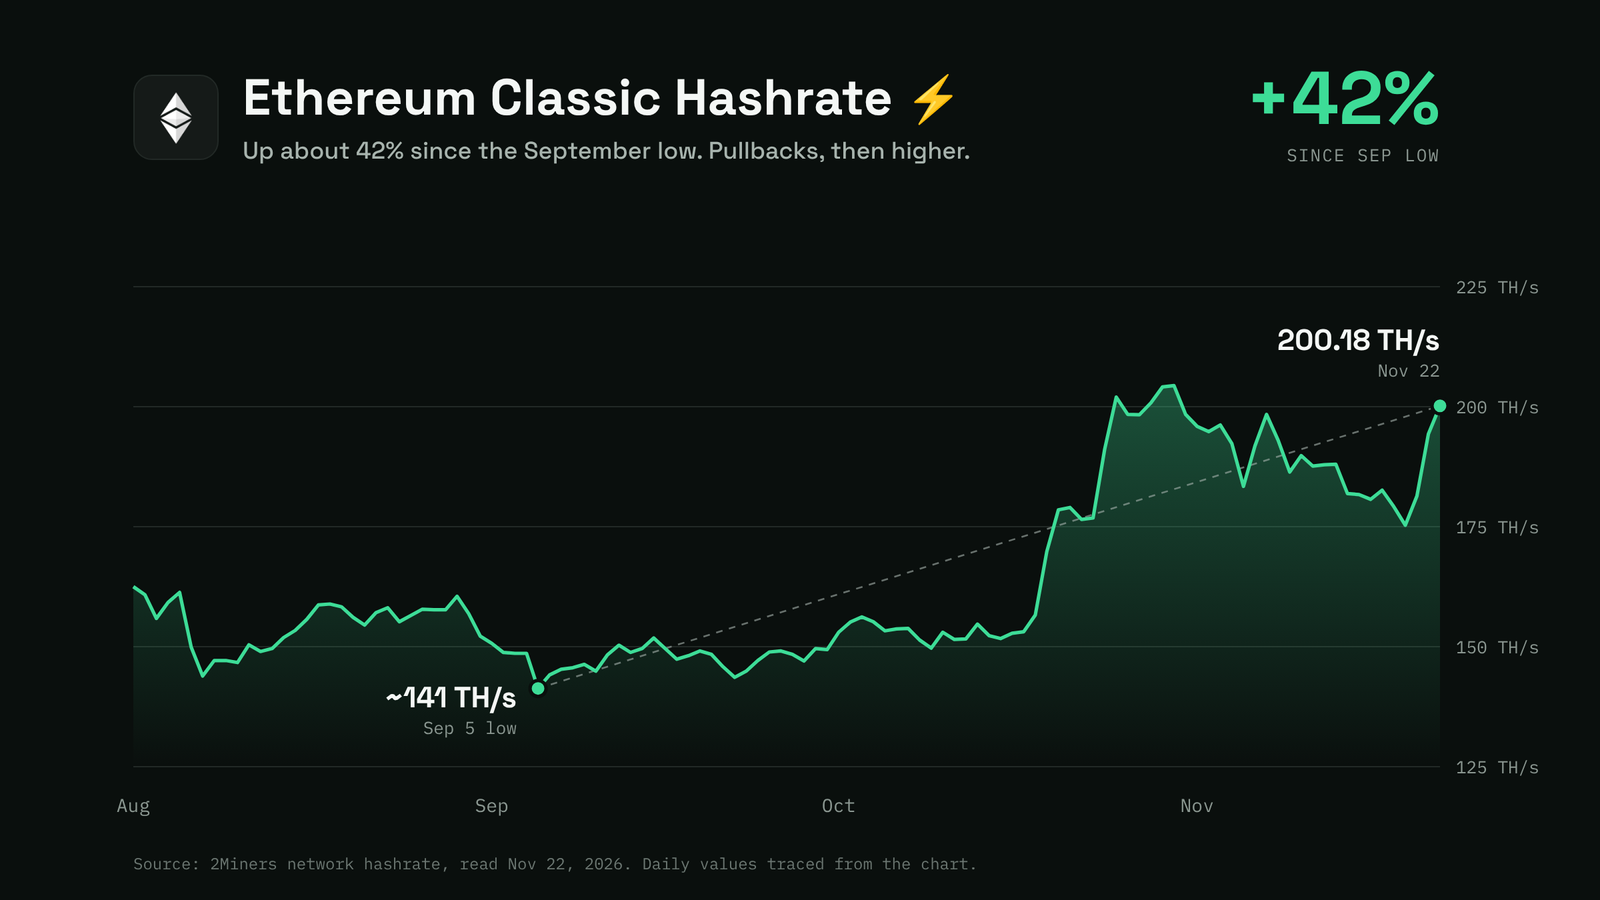 Ethereum Classic Hashrate ⚡
Up about 42% since the September low. Pullbacks, then higher.
+42%
SINCE SEP LOW
225 TH/s
200.18 TH/s
Nov 22
200 TH/s
175 TH/s
150 TH/s
~141 TH/s
Sep 5 low
125 TH/s
Aug Sep Oct Nov
Source: 2Miners network hashrate, read Nov 22, 2026. Daily values traced from the chart.